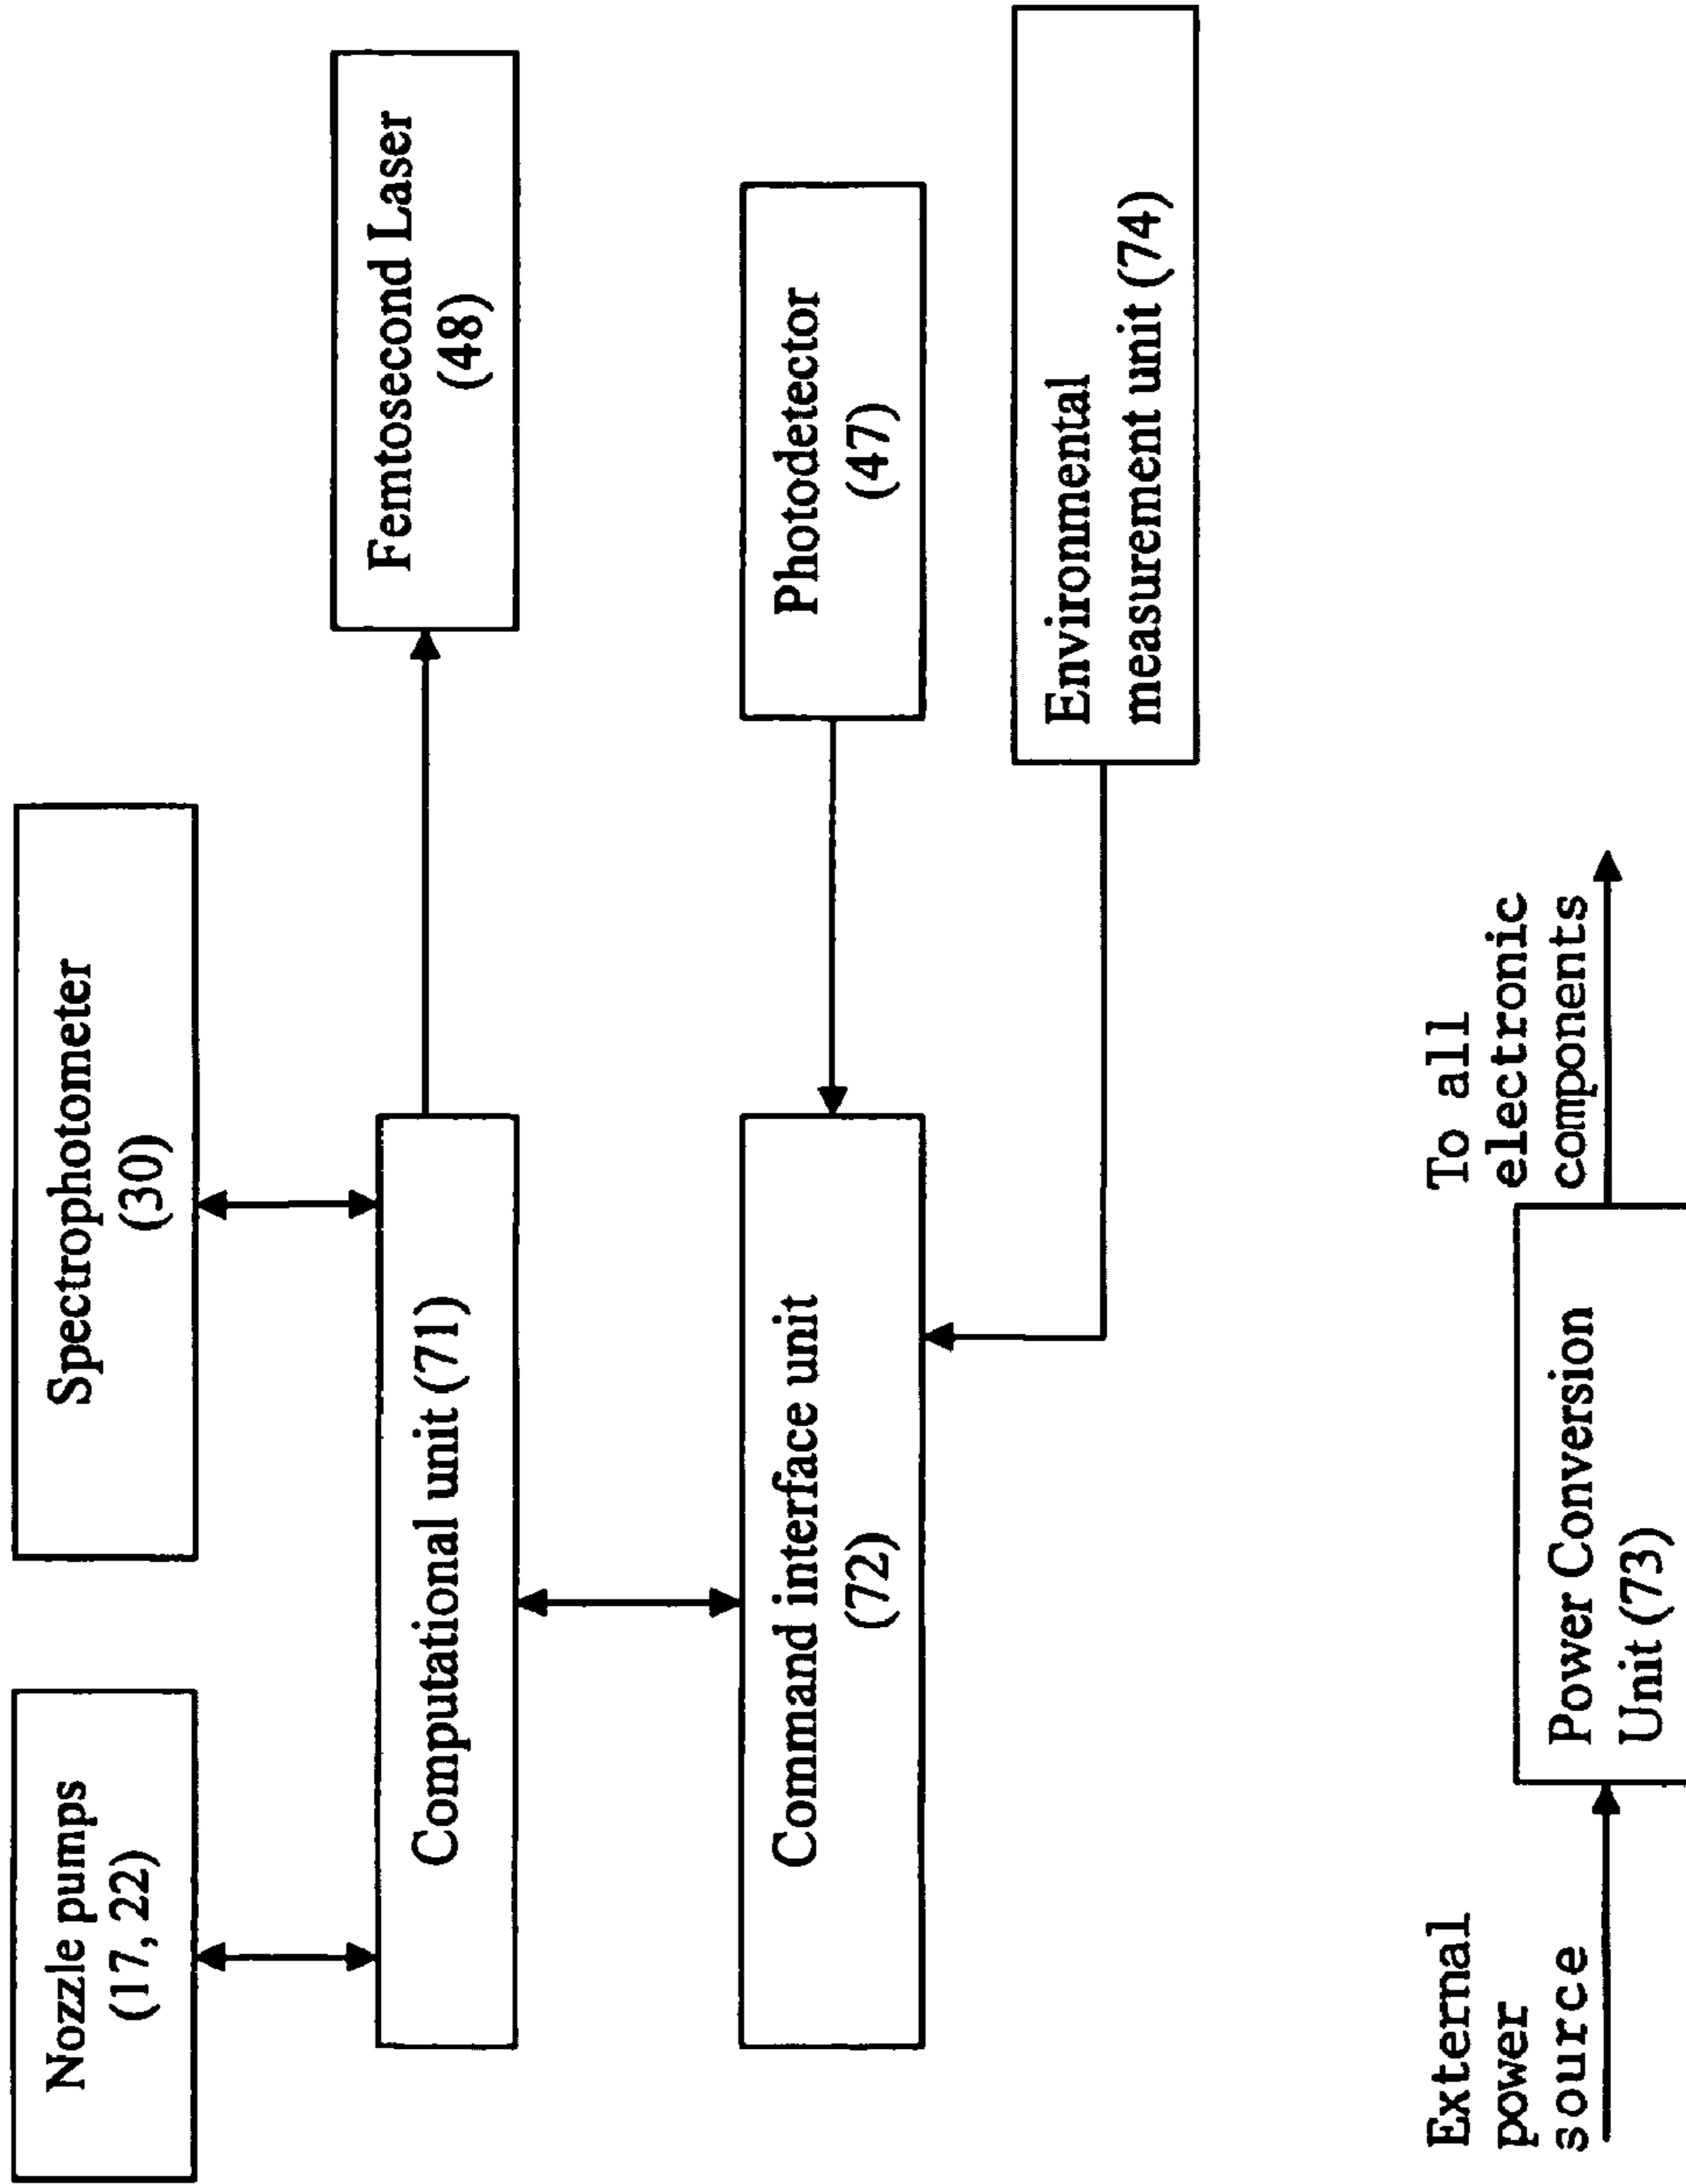 Nozzle pumps
(17, 22)
Spectrophotometer
(30)
Computational unit (71)
Femtosecond Laser
(48)
Command interface unit
(72)
Photodetector
(47)
Environmental
measurement unit (74)
External
power
source
Power Conversion
Unit (73)
To all
electronic
components